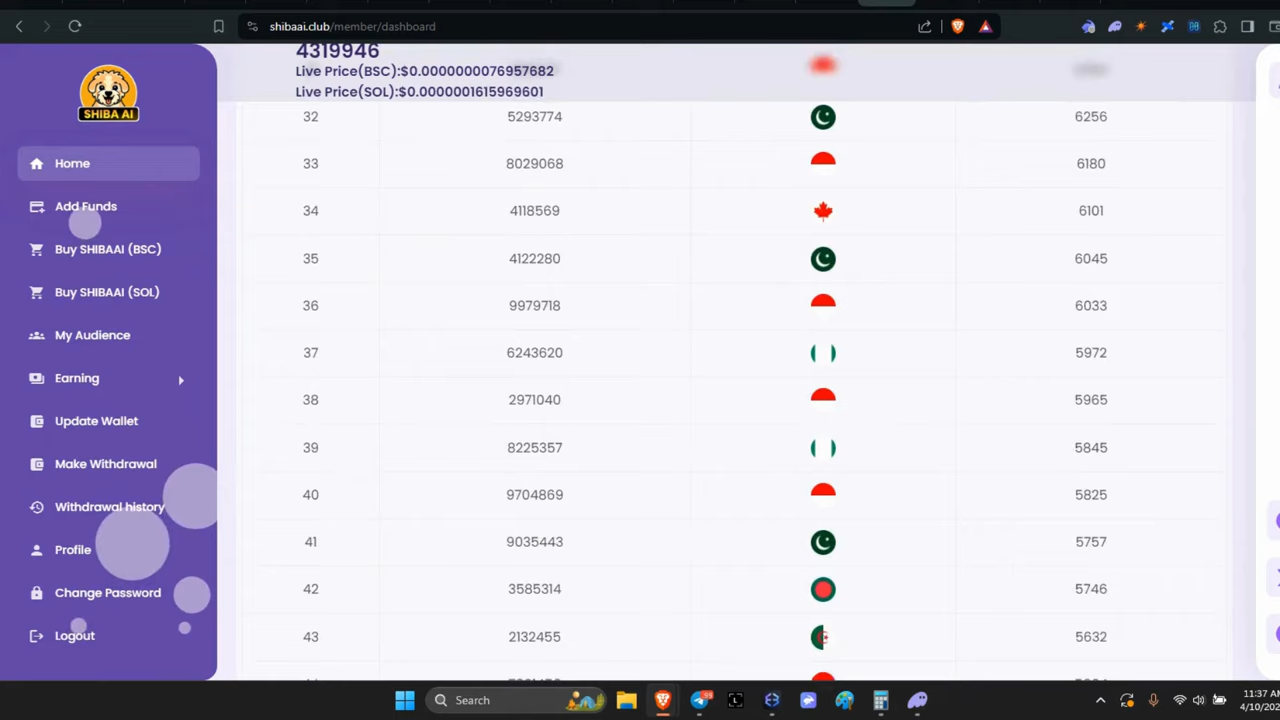 shibaai.club/member/dashboard
4319946
Live Price(BSC):$0.0000000076957682
Live Price(SOL):$0.0000001615969601
SHIBA AI
Home
Add Funds
Buy SHIBAAI (BSC)
Buy SHIBAAI (SOL)
My Audience
Earning
Update Wallet
Make Withdrawal
Withdrawal history
Profile
Change Password
Logout
32 5293774 6256
33 8029068 6180
34 4118569 6101
35 4122280 6045
36 9979718 6033
37 6243620 5972
38 2971040 5965
39 8225357 5845
40 9704869 5825
41 9035443 5757
42 3585314 5746
43 2132455 5632
Search
99
L
11:37 AM
4/10/202